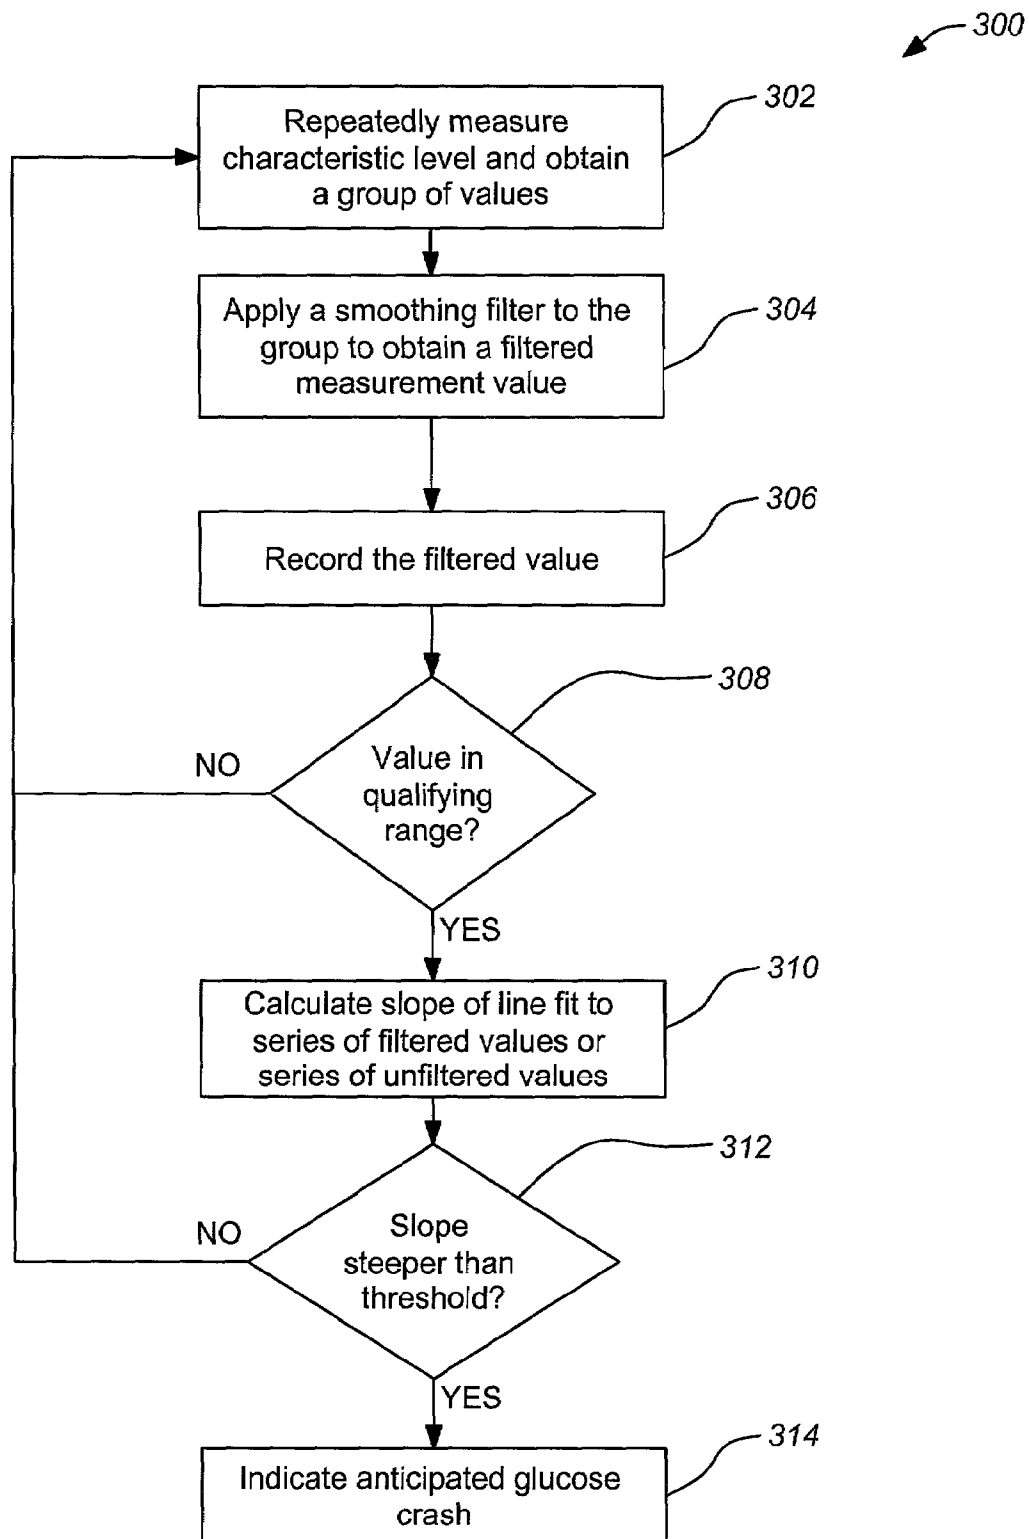 300
302
Repeatedly measure
characteristic level and obtain
a group of values
304
Apply a smoothing filter to the
group to obtain a filtered
measurement value
306
Record the filtered value
308
Value in
qualifying
range?
NO
YES
310
Calculate slope of line fit to
series of filtered values or
series of unfiltered values
312
Slope
steeper than
threshold?
NO
YES
314
Indicate anticipated glucose
crash